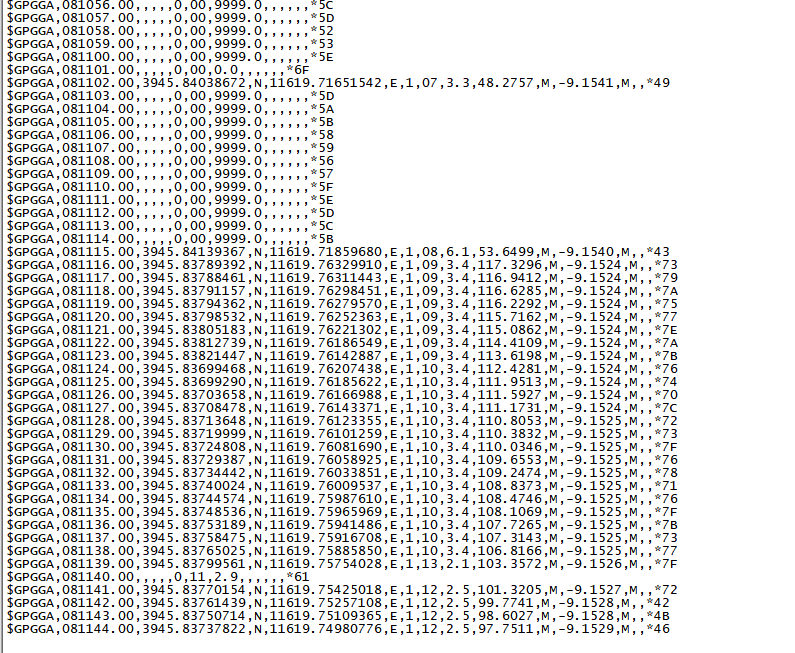 $GPGGA,081056.00,,,,,0,00,9999.0,,,,,,*5C
$GPGGA,081057.00,,,,,0,00,9999.0,,,,,,*5D
$GPGGA,081058.00,,,,,0,00,9999.0,,,,,,*52
$GPGGA,081059.00,,,,,0,00,9999.0,,,,,,*53
$GPGGA,081100.00,,,,,0,00,9999.0,,,,,,*5E
$GPGGA,081101.00,,,,,0,00,0.0,,,,,,*6F
$GPGGA,081102.00,3945.84038672,N,11619.71651542,E,1,07,3.3,48.2757,M,-9.1541,M,,*49
$GPGGA,081103.00,,,,,0,00,9999.0,,,,,,*5D
$GPGGA,081104.00,,,,,0,00,9999.0,,,,,,*5A
$GPGGA,081105.00,,,,,0,00,9999.0,,,,,,*5B
$GPGGA,081106.00,,,,,0,00,9999.0,,,,,,*58
$GPGGA,081107.00,,,,,0,00,9999.0,,,,,,*59
$GPGGA,081108.00,,,,,0,00,9999.0,,,,,,*56
$GPGGA,081109.00,,,,,0,00,9999.0,,,,,,*57
$GPGGA,081110.00,,,,,0,00,9999.0,,,,,,*5F
$GPGGA,081111.00,,,,,0,00,9999.0,,,,,,*5E
$GPGGA,081112.00,,,,,0,00,9999.0,,,,,,*5D
$GPGGA,081113.00,,,,,0,00,9999.0,,,,,,*5C
$GPGGA,081114.00,,,,,0,00,9999.0,,,,,,*5B
$GPGGA,081115.00,3945.84139367,N,11619.71859680,E,1,08,6.1,53.6499,M,-9.1540,M,,*43
$GPGGA,081116.00,3945.83789392,N,11619.76329910,E,1,09,3.4,117.3296,M,-9.1524,M,,*73
$GPGGA,081117.00,3945.83788461,N,11619.76311443,E,1,09,3.4,116.9412,M,-9.1524,M,,*79
$GPGGA,081118.00,3945.83791157,N,11619.76298451,E,1,09,3.4,116.6285,M,-9.1524,M,,*7A
$GPGGA,081119.00,3945.83794362,N,11619.76279570,E,1,09,3.4,116.2292,M,-9.1524,M,,*75
$GPGGA,081120.00,3945.83798532,N,11619.76252363,E,1,09,3.4,115.7162,M,-9.1524,M,,*77
$GPGGA,081121.00,3945.83805183,N,11619.76221302,E,1,09,3.4,115.0862,M,-9.1524,M,,*7E
$GPGGA,081122.00,3945.83812739,N,11619.76186549,E,1,09,3.4,114.4109,M,-9.1524,M,,*7A
$GPGGA,081123.00,3945.83821447,N,11619.76142887,E,1,09,3.4,113.6198,M,-9.1524,M,,*7B
$GPGGA,081124.00,3945.83699468,N,11619.76207438,E,1,10,3.4,112.4281,M,-9.1524,M,,*76
$GPGGA,081125.00,3945.83699290,N,11619.76185622,E,1,10,3.4,111.9513,M,-9.1524,M,,*74
$GPGGA,081126.00,3945.83703658,N,11619.76166988,E,1,10,3.4,111.5927,M,-9.1524,M,,*70
$GPGGA,081127.00,3945.83708478,N,11619.76143371,E,1,10,3.4,111.1731,M,-9.1524,M,,*7C
$GPGGA,081128.00,3945.83713648,N,11619.76123355,E,1,10,3.4,110.8053,M,-9.1525,M,,*72
$GPGGA,081129.00,3945.83719999,N,11619.76101259,E,1,10,3.4,110.3832,M,-9.1525,M,,*73
$GPGGA,081130.00,3945.83724808,N,11619.76081690,E,1,10,3.4,110.0346,M,-9.1525,M,,*7F
$GPGGA,081131.00,3945.83729387,N,11619.76058925,E,1,10,3.4,109.6553,M,-9.1525,M,,*76
$GPGGA,081132.00,3945.83734442,N,11619.76033851,E,1,10,3.4,109.2474,M,-9.1525,M,,*78
$GPGGA,081133.00,3945.83740024,N,11619.76009537,E,1,10,3.4,108.8373,M,-9.1525,M,,*71
$GPGGA,081134.00,3945.83744574,N,11619.75987610,E,1,10,3.4,108.4746,M,-9.1525,M,,*76
$GPGGA,081135.00,3945.83748536,N,11619.75965969,E,1,10,3.4,108.1069,M,-9.1525,M,,*7F
$GPGGA,081136.00,3945.83753189,N,11619.75941486,E,1,10,3.4,107.7265,M,-9.1525,M,,*7B
$GPGGA,081137.00,3945.83758475,N,11619.75916708,E,1,10,3.4,107.3143,M,-9.1525,M,,*73
$GPGGA,081138.00,3945.83765025,N,11619.75885850,E,1,10,3.4,106.8166,M,-9.1525,M,,*77
$GPGGA,081139.00,3945.83799561,N,11619.75754028,E,1,13,2.1,103.3572,M,-9.1526,M,,*7F
$GPGGA,081140.00,,,,,0,11,2.9,,,,,,*61
$GPGGA,081141.00,3945.83770154,N,11619.75425018,E,1,12,2.5,101.3205,M,-9.1527,M,,*72
$GPGGA,081142.00,3945.83761439,N,11619.75257108,E,1,12,2.5,99.7741,M,-9.1528,M,,*42
$GPGGA,081143.00,3945.83750714,N,11619.75109365,E,1,12,2.5,98.6027,M,-9.1528,M,,*4B
$GPGGA,081144.00,3945.83737822,N,11619.74980776,E,1,12,2.5,97.7511,M,-9.1529,M,,*46